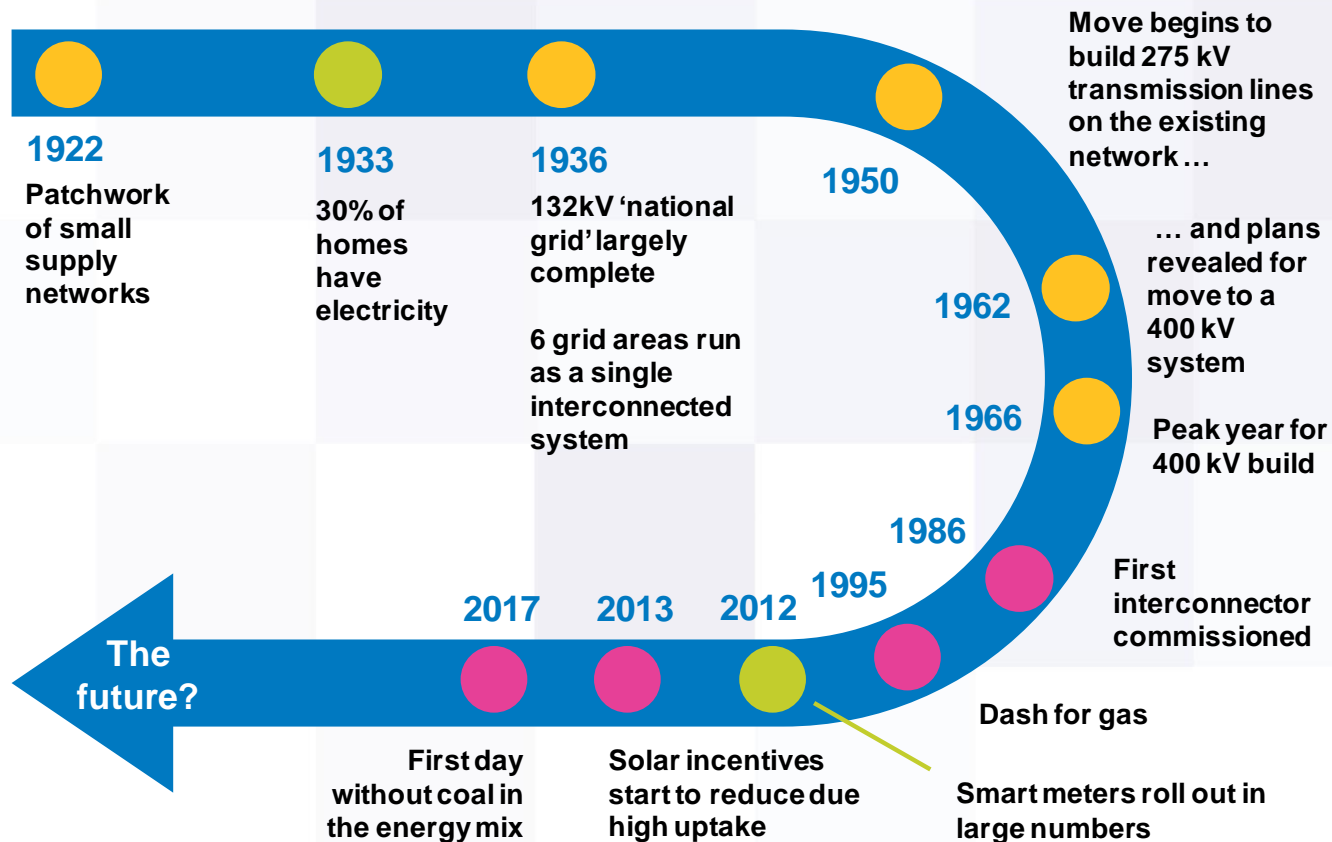 1922
Patchwork
of small
supply
networks
1933
30% of
homes
have
electricity
1936
132kV ‘national
grid’ largely
complete
6 grid areas run
as a single
interconnected
system
1950
Move begins to
build 275 kV
transmission lines
on the existing
network …
1962
… and plans
revealed for
move to a
400 kV
system
1966
Peak year for
400 kV build
1986
First
interconnector
commissioned
1995
Dash for gas
2012
Smart meters roll out in
large numbers
2013
Solar incentives
start to reduce due
high uptake
2017
First day
without coal in
the energy mix
The
future?